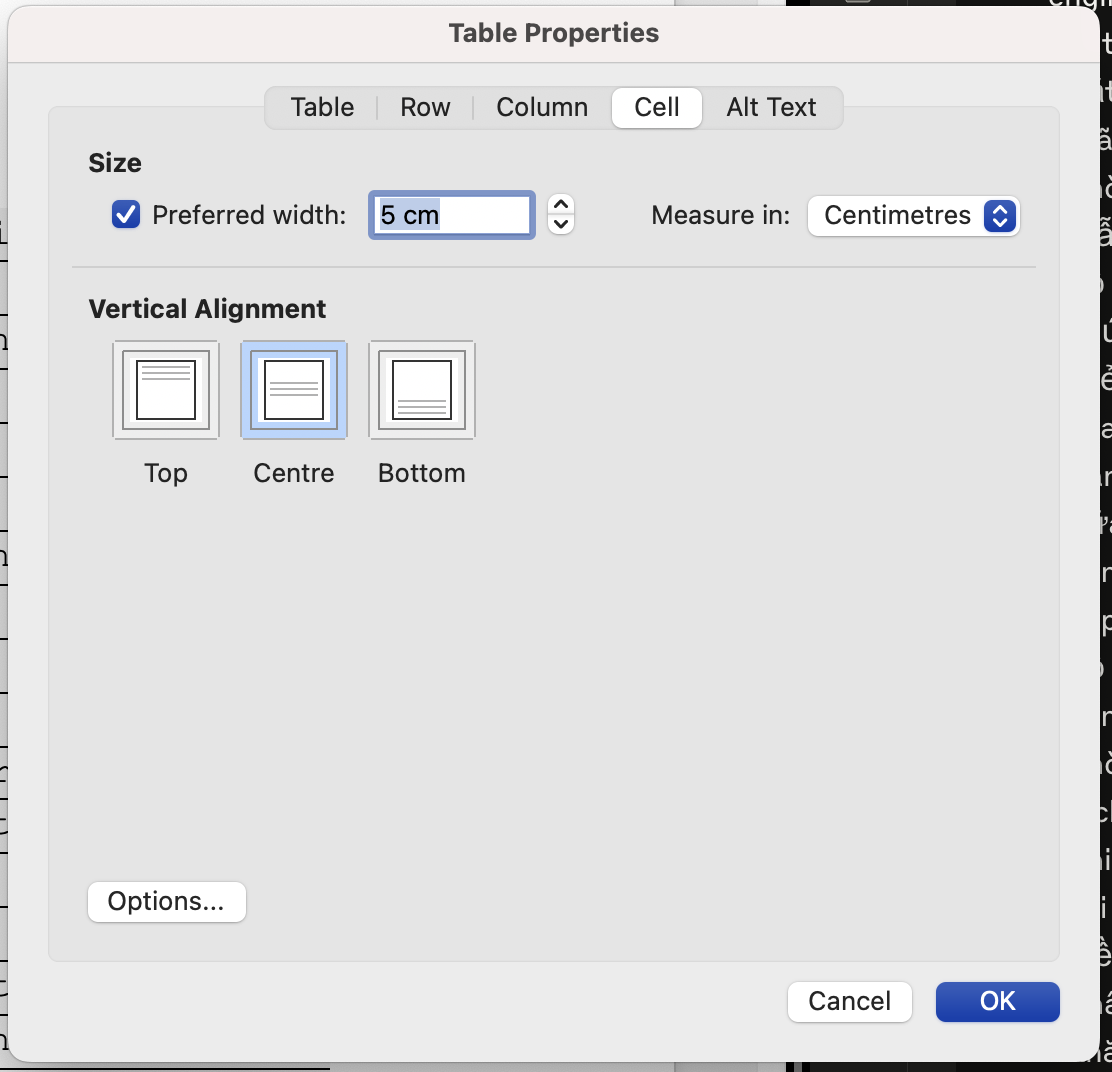 Table Properties
Table Row Column Cell Alt Text
Size
Preferred width: 5 cm Measure in: Centimetres
Vertical Alignment
Top Centre Bottom
Options...
Cancel OK